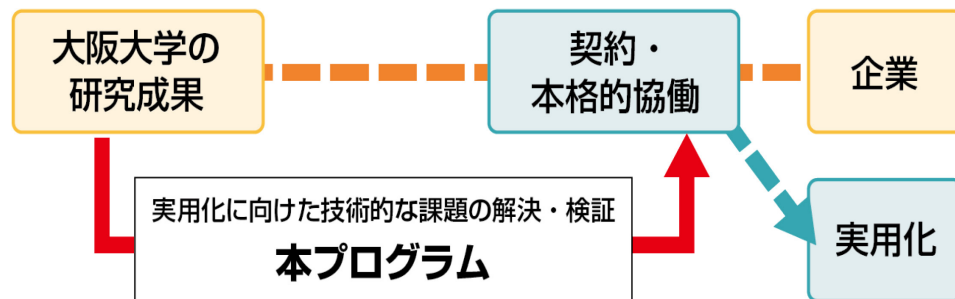 大阪大学の
研究成果
契約・
本格的協働
企業
実用化に向けた技術的な課題の解決・検証
本プログラム
実用化